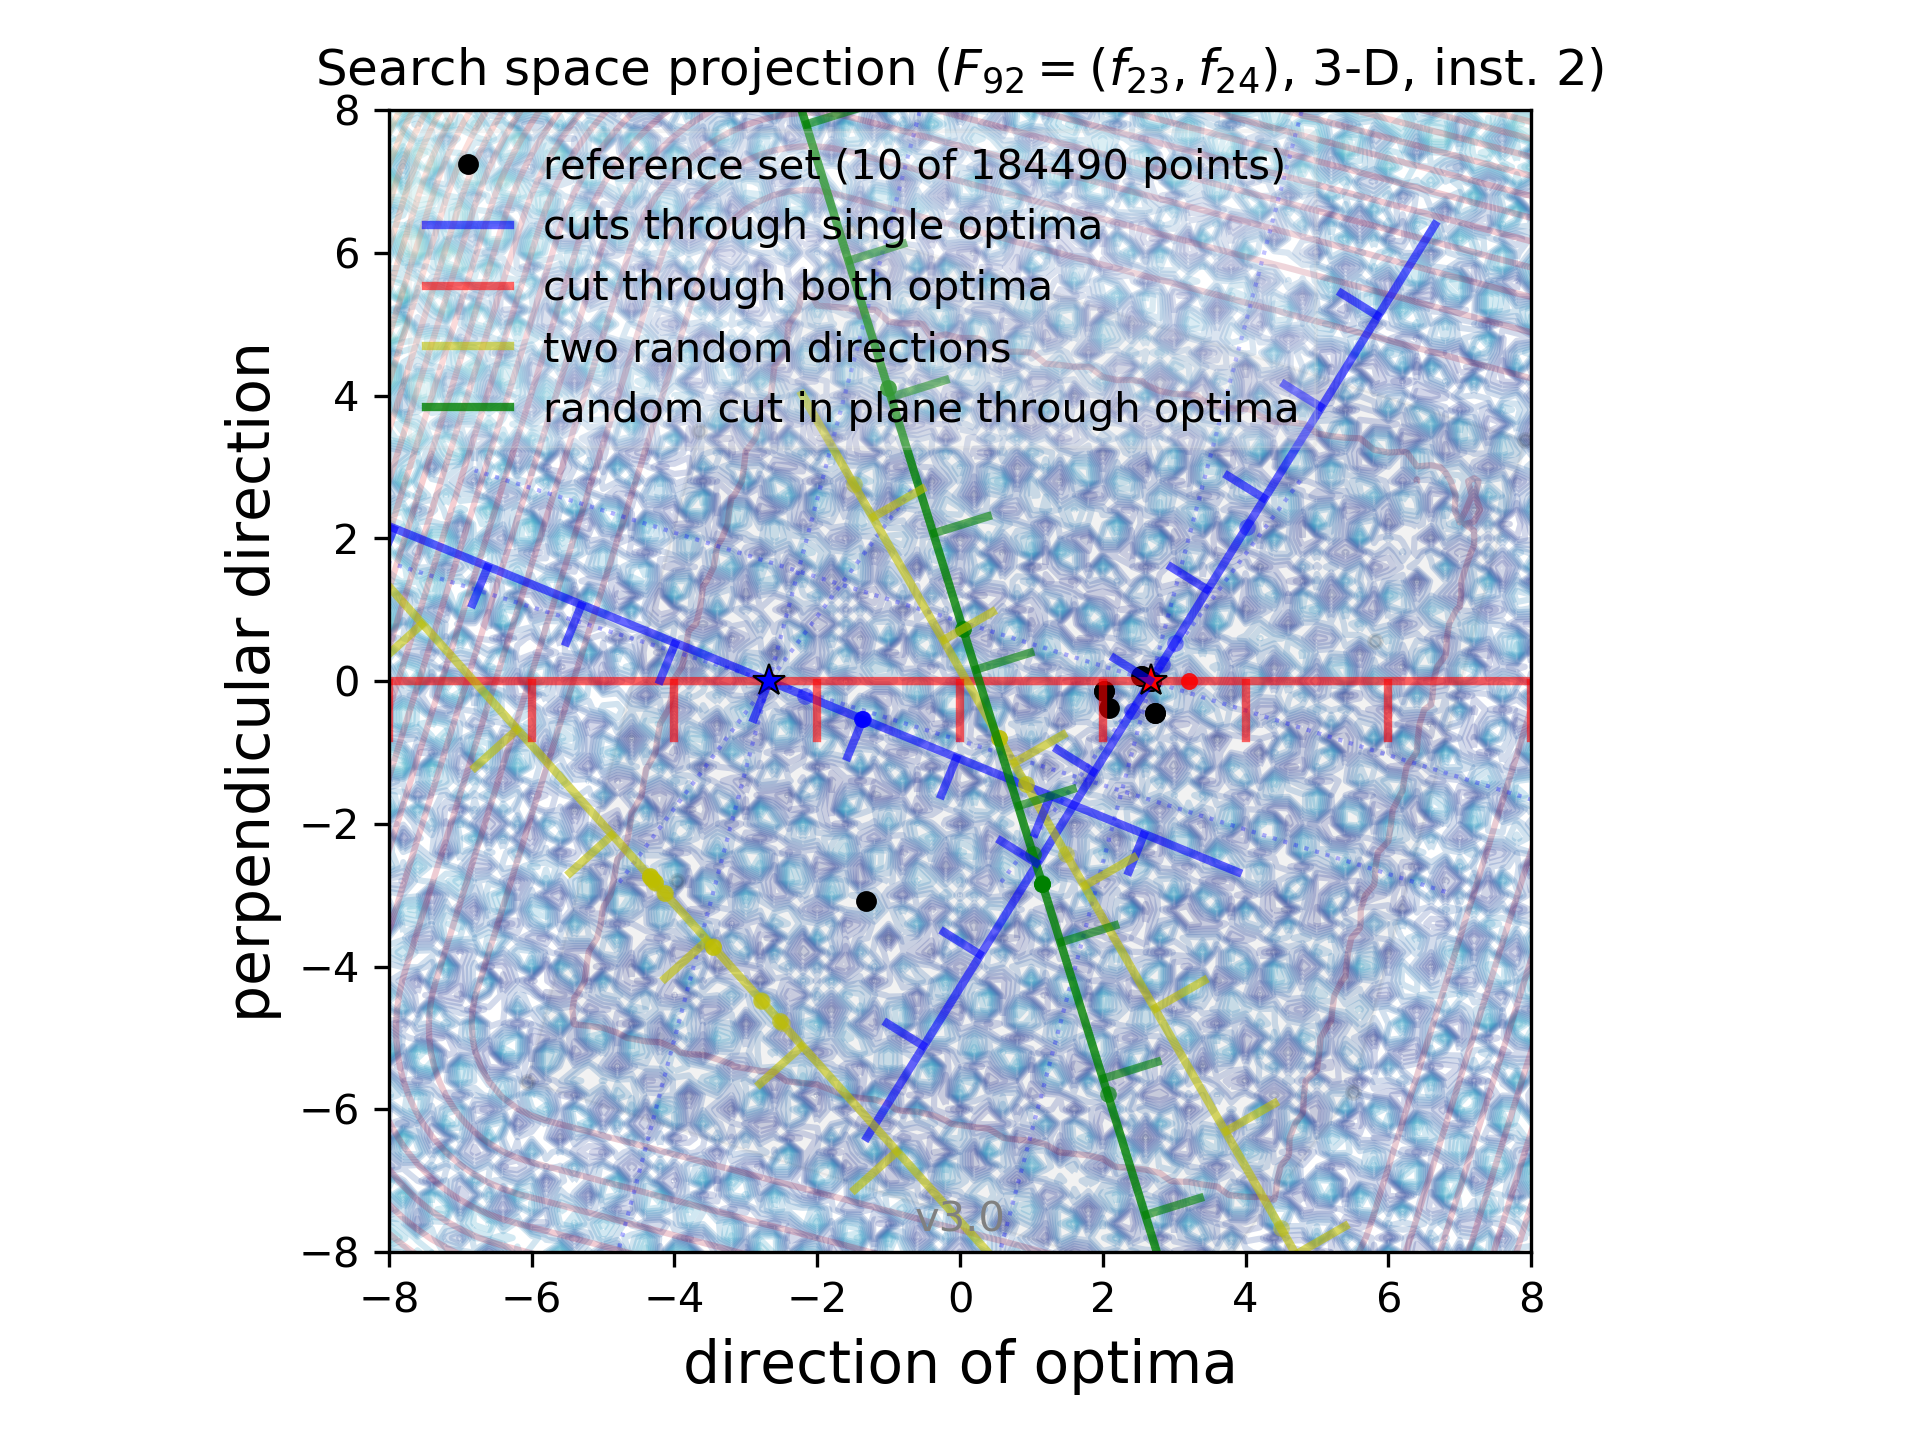 Search space projection (F₉₂ = (f₂₃, f₂₄), 3-D, inst. 2)
8
6
4
2
0
−2
−4
−6
−8
perpendicular direction
reference set (10 of 184490 points)
cuts through single optima
cut through both optima
two random directions
random cut in plane through optima
v3.0
−8 −6 −4 −2 0 2 4 6 8
direction of optima